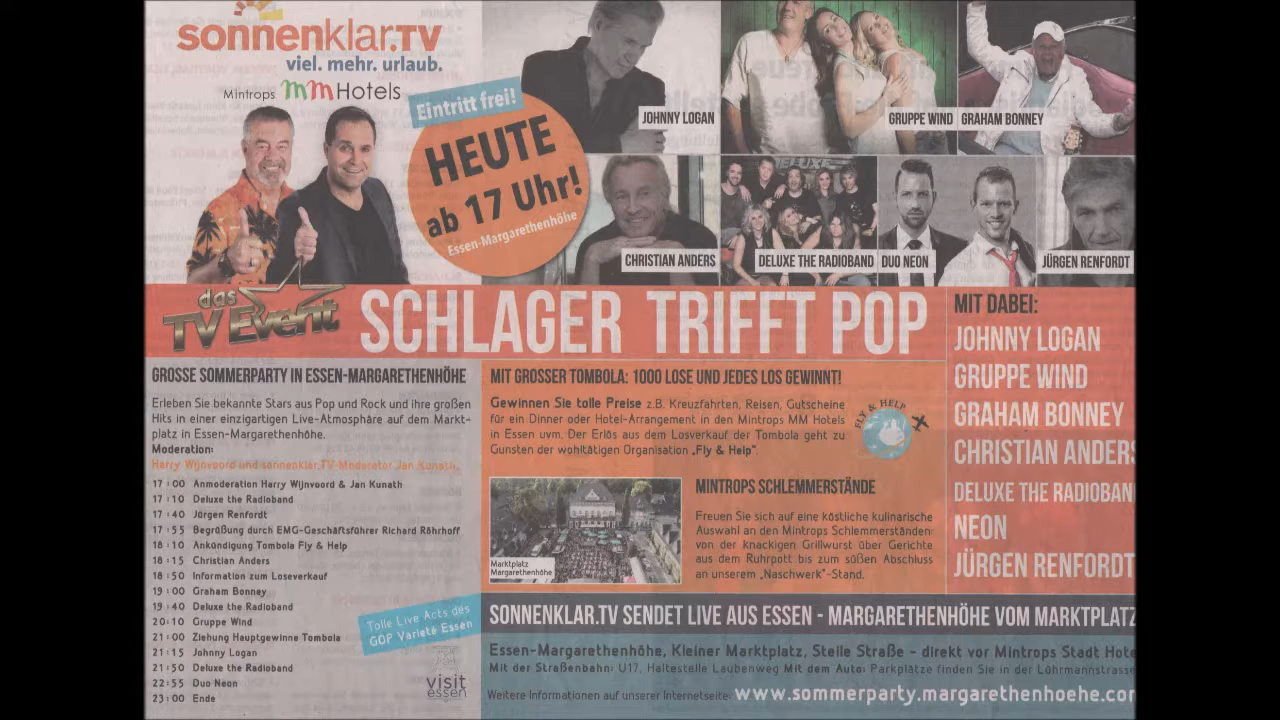 sonnenklar.TV
viel. mehr. urlaub.
Mintrops MM Hotels
Eintritt frei!
HEUTE
ab 17 Uhr!
Essen-Margarethenhöhe
JOHNNY LOGAN
GRUPPE WIND
GRAHAM BONNEY
CHRISTIAN ANDERS
DELUXE
DELUXE THE RADIOBAND
DUO NEON
JÜRGEN RENFORDT
das
TV Event
SCHLAGER TRIFFT POP
MIT DABEI:
JOHNNY LOGAN
GRUPPE WIND
GRAHAM BONNEY
CHRISTIAN ANDERS
DELUXE THE RADIOBAN
NEON
JÜRGEN RENFORDT
GROSSE SOMMERPARTY IN ESSEN-MARGARETHENHÖHE
Erleben Sie bekannte Stars aus Pop und Rock und ihre großen
Hits in einer einzigartigen Live-Atmosphäre auf dem Markt-
platz in Essen-Margarethenhöhe.
Moderation:
Harry Wijnvoord und sonnenklar.TV-Moderator Jan Kunath.
17:00 Anmoderation Harry Wijnvoord & Jan Kunath
17:10 Deluxe the Radioband
17:40 Jürgen Renfordt
17:55 Begrüßung durch EMG-Geschäftsführer Richard Röhrhoff
18:10 Ankündigung Tombola Fly & Help
18:15 Christian Anders
18:50 Information zum Loseverkauf
19:00 Graham Bonney
19:40 Deluxe the Radioband
20:10 Gruppe Wind
21:00 Ziehung Hauptgewinne Tombola
21:15 Johnny Logan
21:50 Deluxe the Radioband
22:55 Duo Neon
23:00 Ende
Tolle Live Acts des
GOP Varieté Essen
visit
essen
MIT GROSSER TOMBOLA: 1000 LOSE UND JEDES LOS GEWINNT!
Gewinnen Sie tolle Preise z.B. Kreuzfahrten, Reisen, Gutscheine
für ein Dinner oder Hotel-Arrangement in den Mintrops MM Hotels
in Essen uvm. Der Erlös aus dem Losverkauf der Tombola geht zu
Gunsten der wohltätigen Organisation „Fly & Help".
FLY & HELP
Marktplatz
Margarethenhöhe
MINTROPS SCHLEMMERSTÄNDE
Freuen Sie sich auf eine köstliche kulinarische
Auswahl an den Mintrops Schlemmerständen
von der knackigen Grillwurst über Gerichte
aus dem Ruhrpott bis zum süßen Abschluss
an unserem „Naschwerk"-Stand.
SONNENKLAR.TV SENDET LIVE AUS ESSEN - MARGARETHENHÖHE VOM MARKTPLATZ
Essen-Margarethenhöhe, Kleiner Marktplatz, Steile Straße - direkt vor Mintrops Stadt Hote
Mit der Straßenbahn: U17, Haltestelle Laubenweg Mit dem Auto: Parkplätze finden Sie in der Lührmannstrasse
Weitere Informationen auf unserer Internetseite: www.sommerparty.margarethenhoehe.com